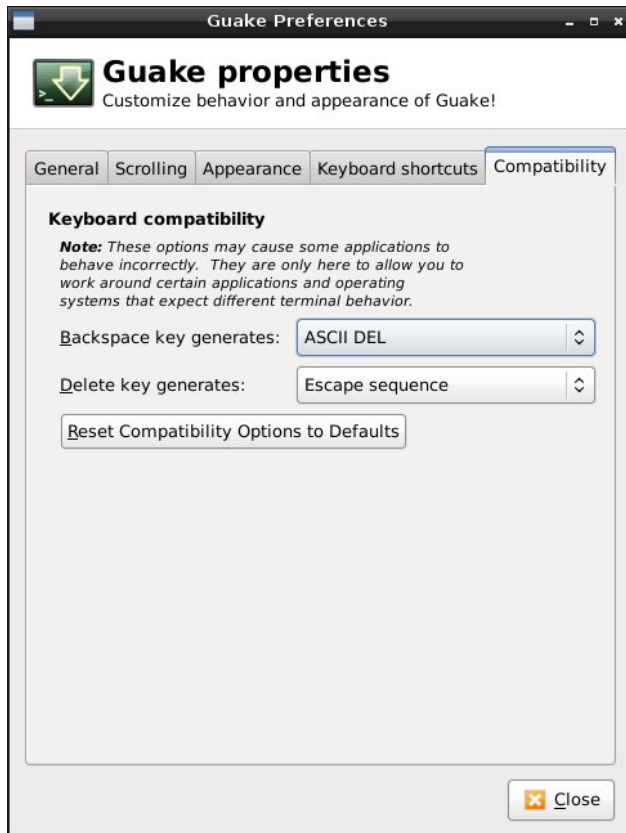 Guake Preferences
Guake properties
Customize behavior and appearance of Guake!
General Scrolling Appearance Keyboard shortcuts Compatibility
Keyboard compatibility
Note: These options may cause some applications to
behave incorrectly. They are only here to allow you to
work around certain applications and operating
systems that expect different terminal behavior.
Backspace key generates: ASCII DEL
Delete key generates: Escape sequence
Reset Compatibility Options to Defaults
Close